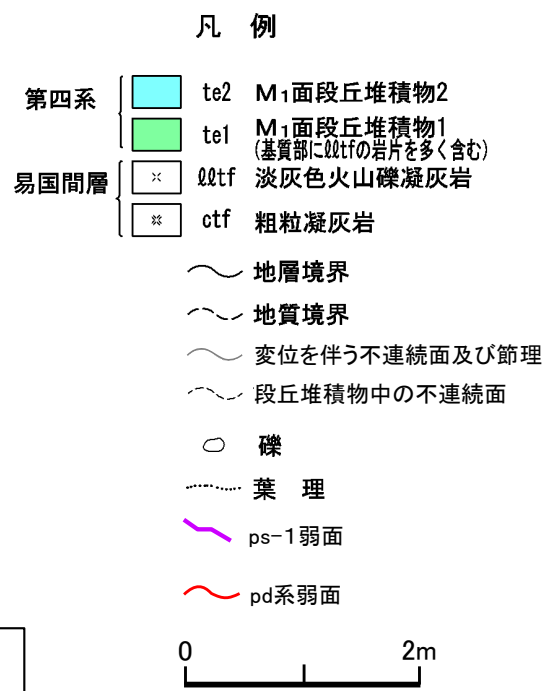 凡 例
第四系
te2 M₁面段丘堆積物2
te1 M₁面段丘堆積物1
(基質部にℓℓtfの岩片を多く含む)
易国間層
ℓℓtf 淡灰色火山礫凝灰岩
ctf 粗粒凝灰岩
地層境界
地質境界
変位を伴う不連続面及び節理
段丘堆積物中の不連続面
礫
葉 理
ps-1弱面
pd系弱面
0 2m